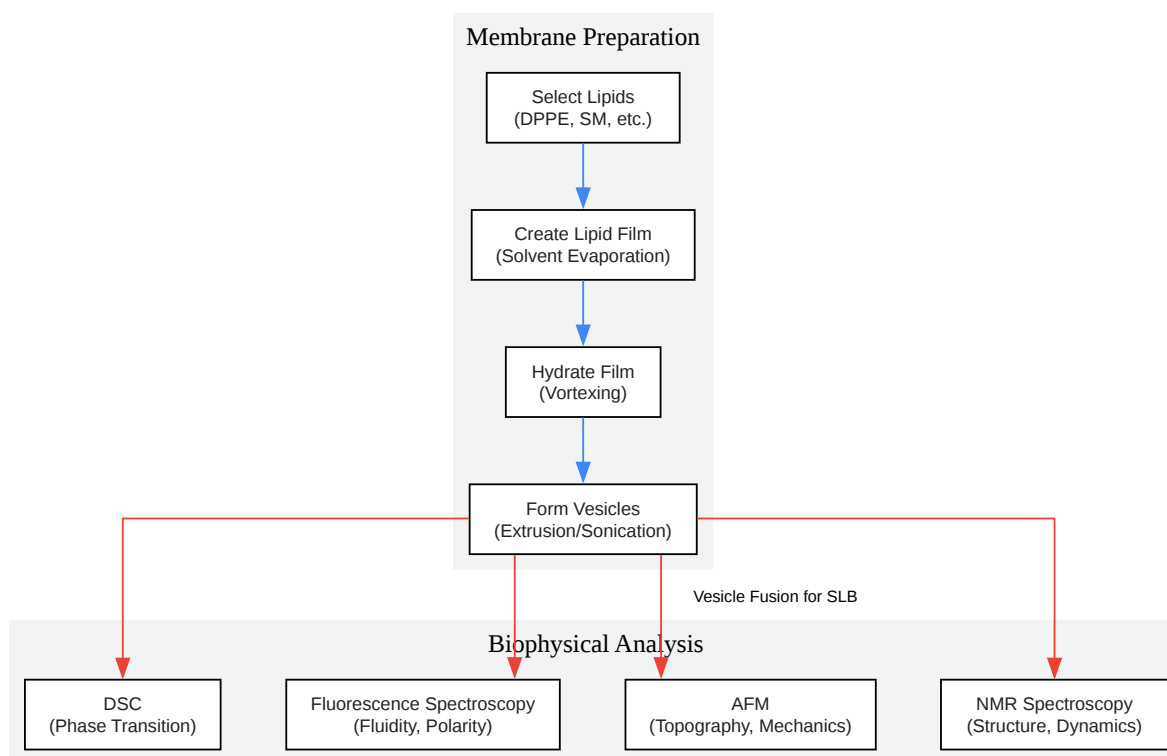 Membrane Preparation
Select Lipids
(DPPE, SM, etc.)
Create Lipid Film
(Solvent Evaporation)
Hydrate Film
(Vortexing)
Form Vesicles
(Extrusion/Sonication)
Vesicle Fusion for SLB
Biophysical Analysis
DSC
(Phase Transition)
Fluorescence Spectroscopy
(Fluidity, Polarity)
AFM
(Topography, Mechanics)
NMR Spectroscopy
(Structure, Dynamics)